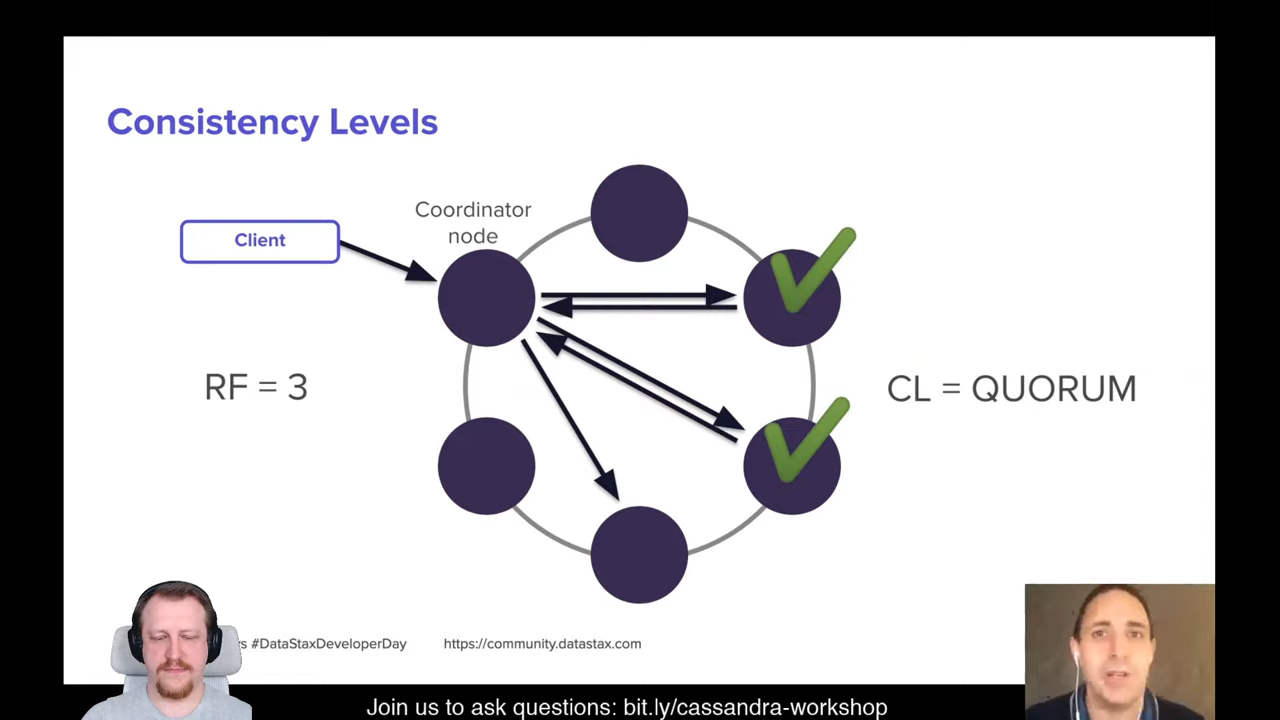 Consistency Levels
Coordinator
node
Client
RF = 3
CL = QUORUM
#DataStaxDeveloperDay
https://community.datastax.com
Join us to ask questions: bit.ly/cassandra-workshop